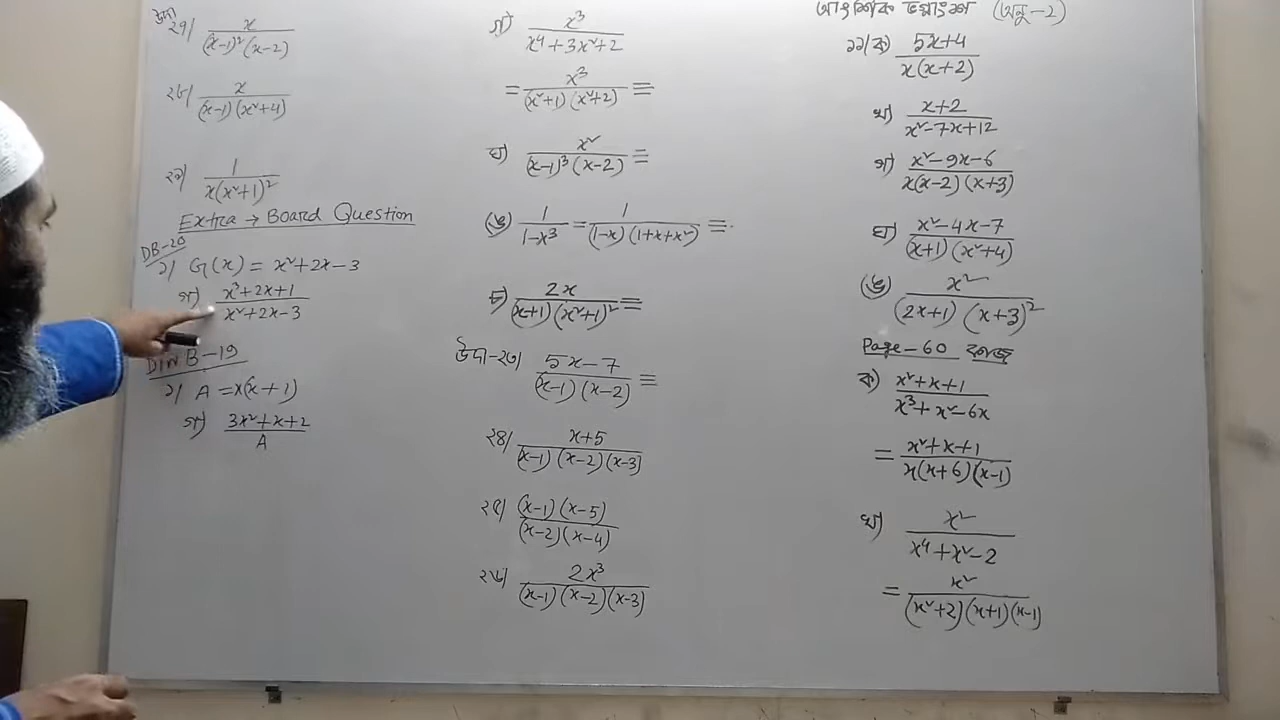 আংশিক ভগ্নাংশ (অনু-2)
১১/ক) (5x+4)/(x(x+2))
খ) (x+2)/(x²-7x+12)
গ) (x²-9x-6)/(x(x-2)(x+3))
ঘ) (x²-4x-7)/((x+1)(x²+4))
(ঙ) x²/((2x+1)(x+3)²)
Page-60 কাজ
ক) (x²+x+1)/(x³+x²-6x)
= (x²+x+1)/(x(x+6)(x-1))
খ) x²/(x⁴+x²-2)
= x²/((x²+2)(x+1)(x-1))
গ) x³/(x⁴+3x²+2)
= x³/((x²+1)(x²+2)) ≡
ঘ) x²/((x-1)³(x-2)) ≡
(ঙ) 1/(1-x³) = 1/((1-x)(1+x+x²)) ≡
চ) 2x/((x+1)(x²+1)²) ≡
উদা-২৩) (5x-7)/((x-1)(x-2)) ≡
২৪/ (x+5)/((x-1)(x-2)(x-3))
২৫/ ((x-1)(x-5))/((x-2)(x-4))
২৬/ 2x³/((x-1)(x-2)(x-3))
উদা
২৭/ x/((x-1)²(x-2))
২৮/ x/((x-1)(x²+4))
২৯) 1/(x(x²+1)²)
Extra → Board Question
DB-20
১/ G(x) = x²+2x-3
গ) (x³+2x+1)/(x²+2x-3)
Din B-19
১/ A = x(x+1)
গ) (3x²+x+2)/A